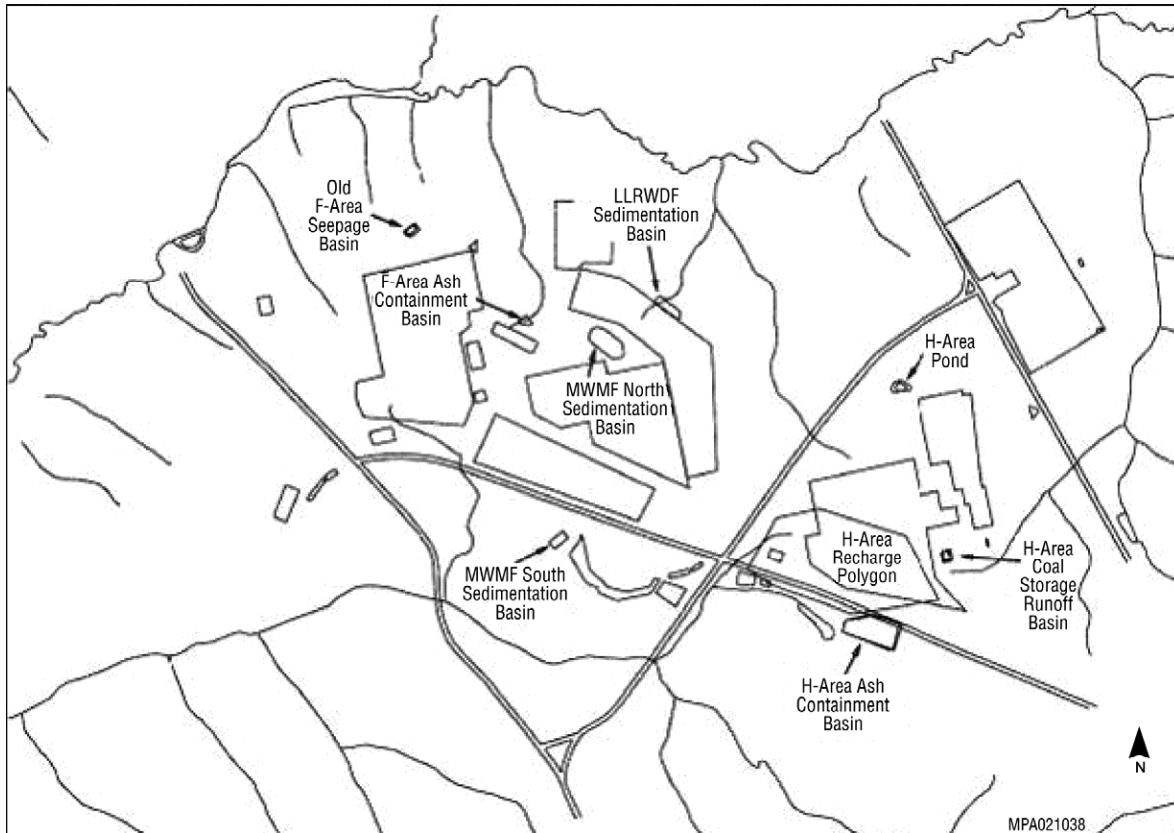 Old
F-Area
Seepage
Basin
LLRWDF
Sedimentation
Basin
F-Area Ash
Containment
Basin
H-Area
Pond
MWMF North
Sedimentation
Basin
MWMF South
Sedimentation
Basin
H-Area
Recharge
Polygon
H-Area
Coal
Storage
Runoff
Basin
H-Area Ash
Containment
Basin
N
MPA021038